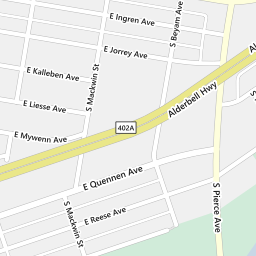 E Ingren Ave
S Beyam Ave
E Jorrey Ave
E Kalleben Ave
S Mackwin St
E Liesse Ave
Alderbell Hwy
402A
E Mywenn Ave
E Quennen Ave
S Pierce Ave
E Reese Ave
S Mackwin St